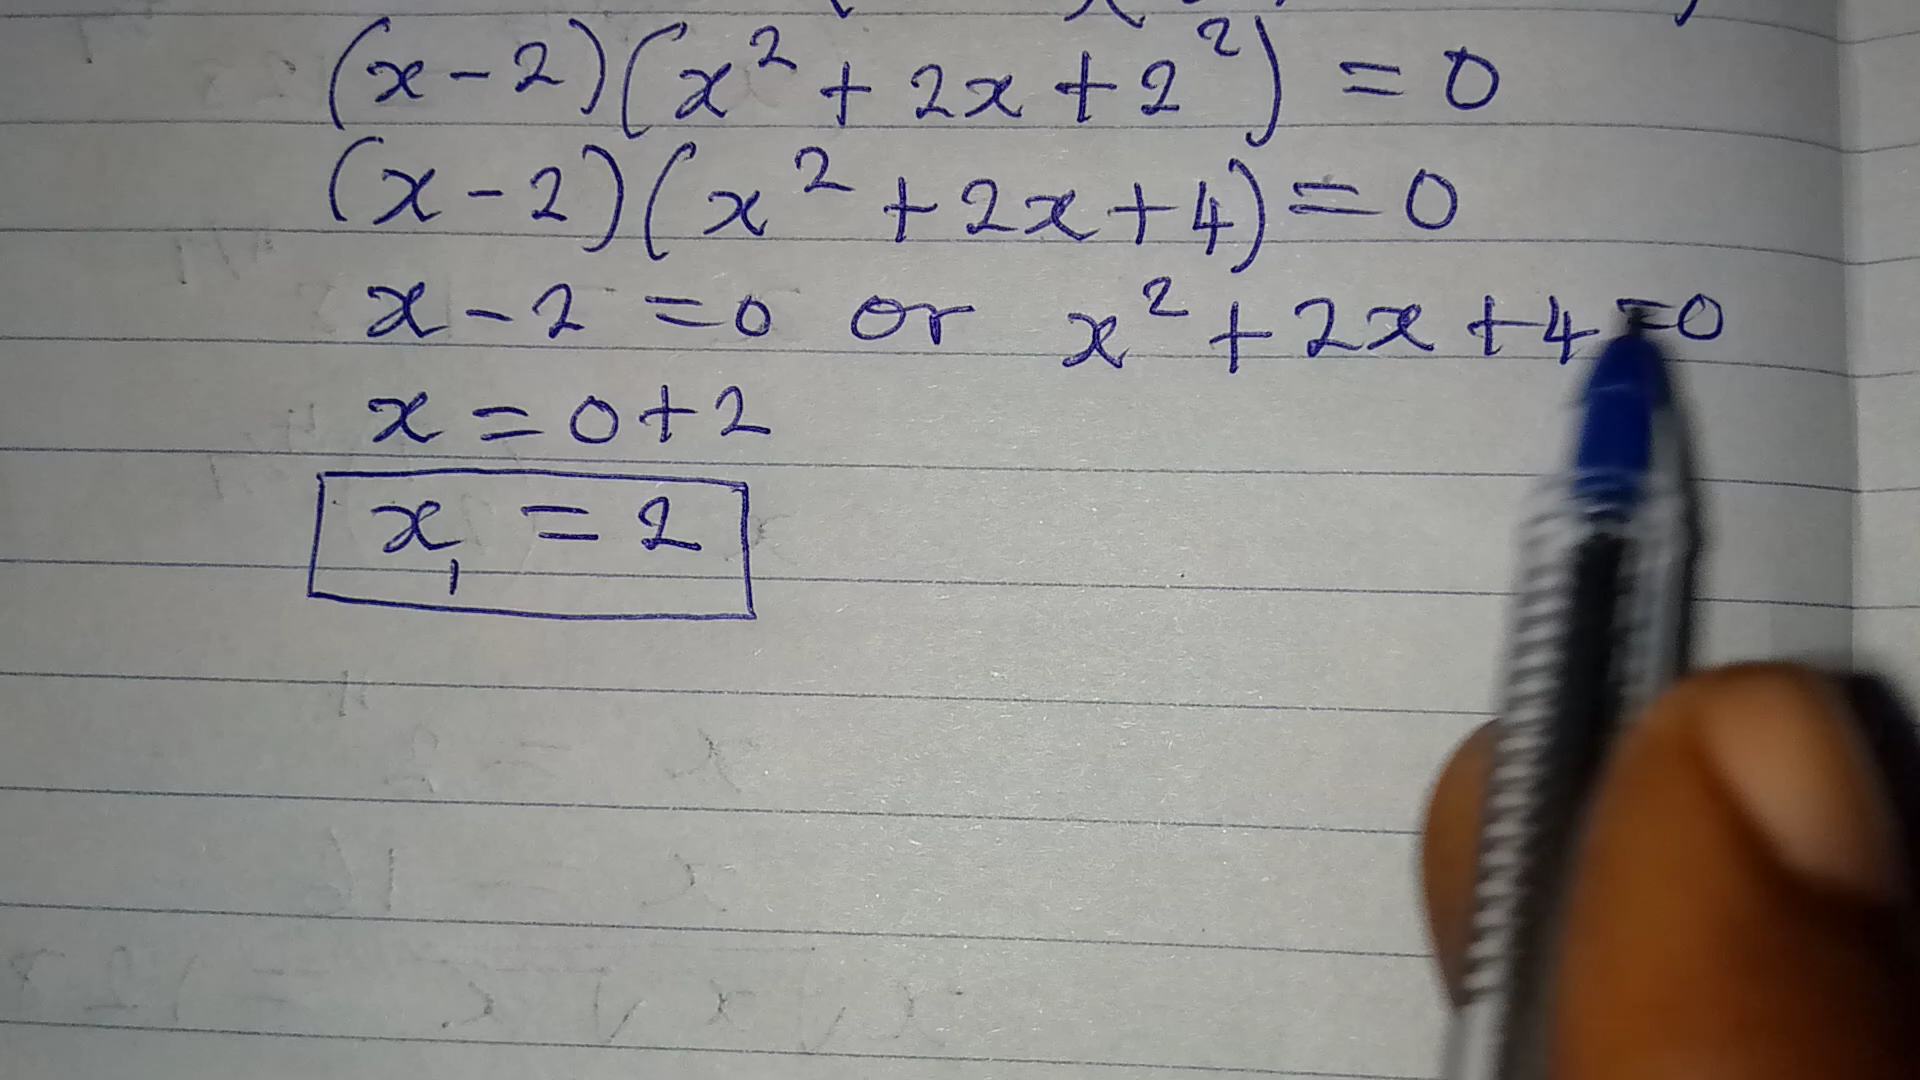 (x-2)(x² + 2x + 2²) = 0
(x-2)(x² + 2x + 4) = 0
x - 2 = 0 or x² + 2x + 4 = 0
x = 0 + 2
x₁ = 2